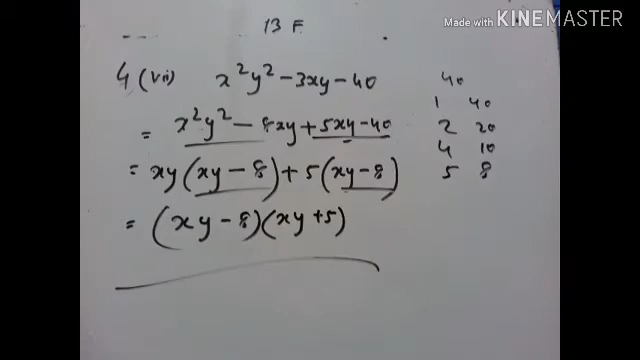 Made with KINEMASTER
13 F
4 (vii) x²y² - 3xy - 40
= x²y² - 8xy + 5xy - 40
= xy(xy - 8) + 5(xy - 8)
= (xy - 8)(xy + 5)
40
1 40
2 20
4 10
5 8